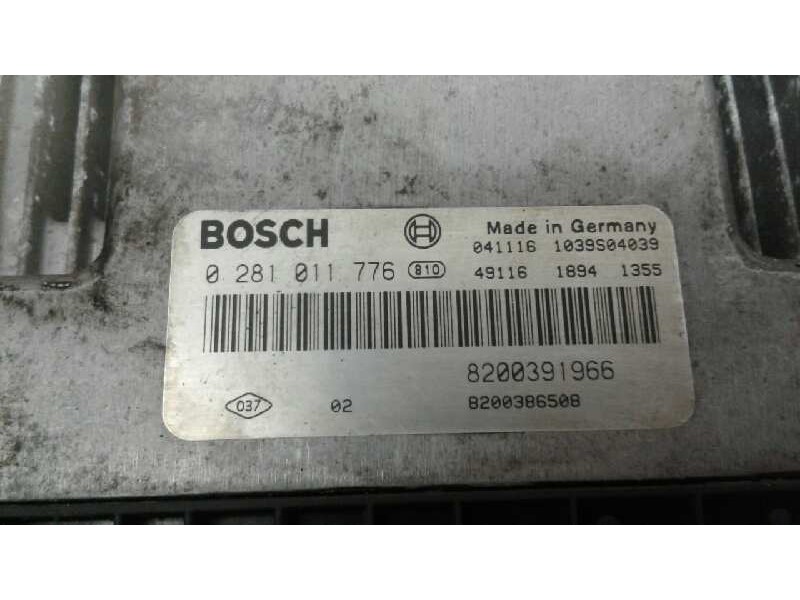 BOSCH
Made in Germany
041116 1039S04039
0 281 011 776 810 49116 1894 1355
8200391966
037 02 8200386508